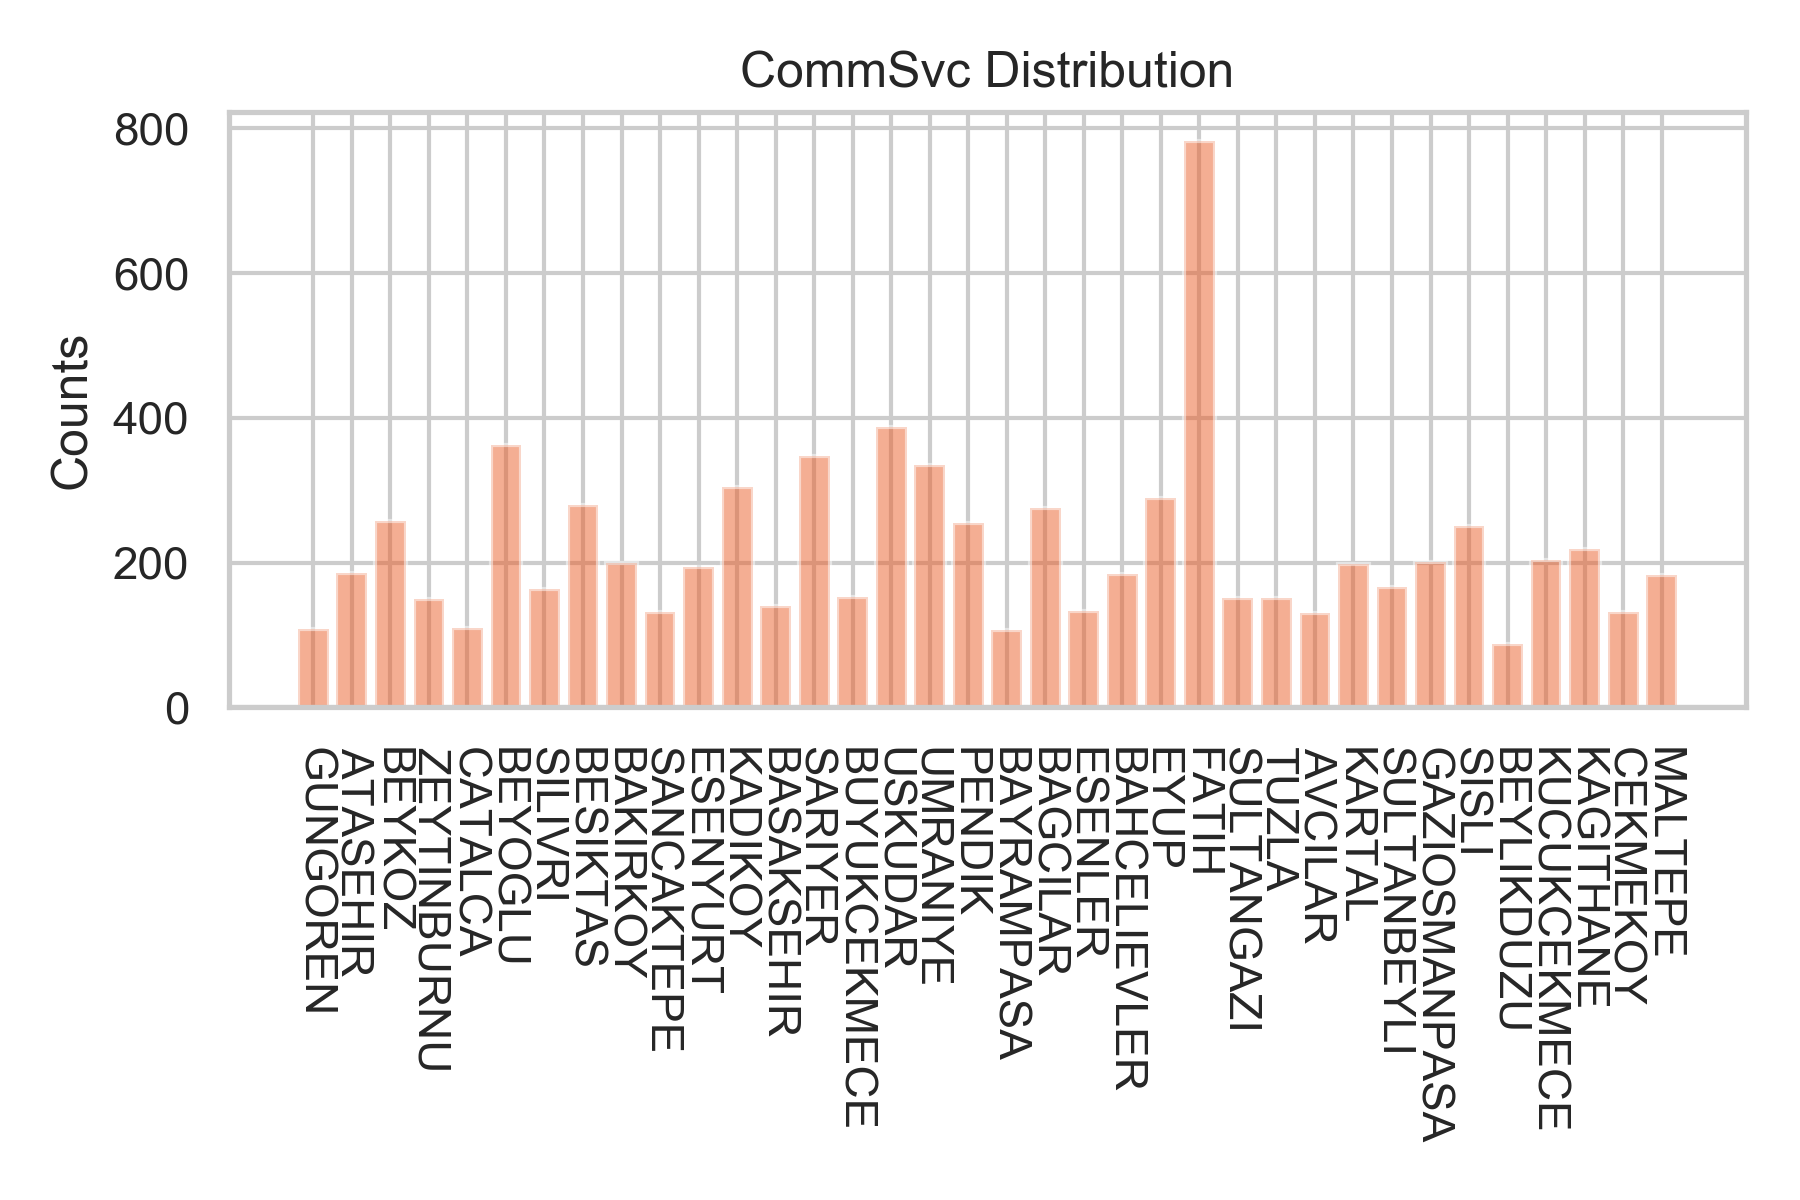 CommSvc Distribution
Counts
800
600
400
200
0
GUNGOREN
ATASEHIR
BEYKOZ
ZEYTINBURNU
CATALCA
BEYOGLU
SILIVRI
BESIKTAS
BAKIRKOY
SANCAKTEPE
ESENYURT
KADIKOY
BASAKSEHIR
SARIYER
BUYUKCEKMECE
USKUDAR
UMRANIYE
PENDIK
BAYRAMPASA
BAGCILAR
ESENLER
BAHCELIEVLER
EYUP
FATIH
SULTANGAZI
TUZLA
AVCILAR
KARTAL
SULTANBEYLI
GAZIOSMANPASA
SISLI
BEYLIKDUZU
KUCUKCEKMECE
KAGITHANE
CEKMEKOY
MALTEPE